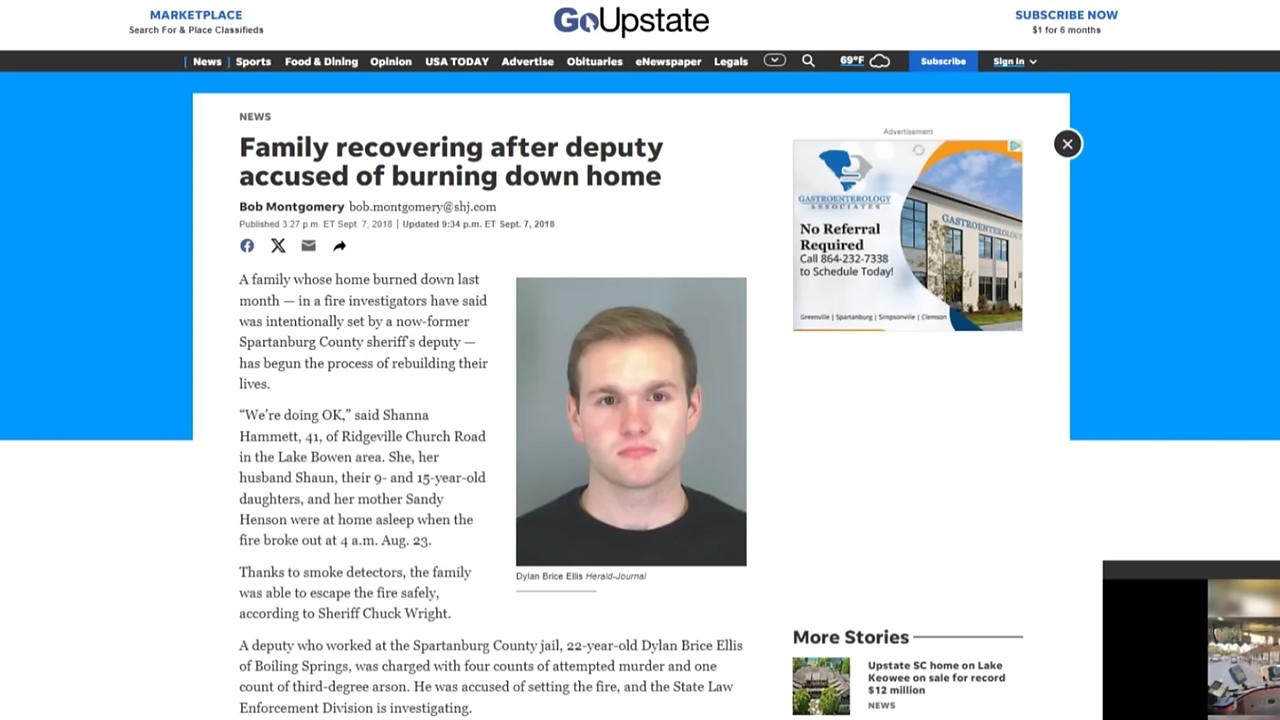 MARKETPLACE
Search For & Place Classifieds
GoUpstate
SUBSCRIBE NOW
$1 for 6 months
News
Sports
Food & Dining
Opinion
USA TODAY
Advertise
Obituaries
eNewspaper
Legals
69°F
Subscribe
Sign In
NEWS
Family recovering after deputy
accused of burning down home
Bob Montgomery bob.montgomery@shj.com
Published 3:27 p.m. ET Sept. 7, 2018 | Updated 9:34 p.m. ET Sept. 7, 2018
A family whose home burned down last
month — in a fire investigators have said
was intentionally set by a now-former
Spartanburg County sheriff's deputy —
has begun the process of rebuilding their
lives.
“We’re doing OK,” said Shanna
Hammett, 41, of Ridgeville Church Road
in the Lake Bowen area. She, her
husband Shaun, their 9- and 15-year-old
daughters, and her mother Sandy
Henson were at home asleep when the
fire broke out at 4 a.m. Aug. 23.
Thanks to smoke detectors, the family
was able to escape the fire safely,
according to Sheriff Chuck Wright.
Dylan Brice Ellis Herald-Journal
A deputy who worked at the Spartanburg County jail, 22-year-old Dylan Brice Ellis
of Boiling Springs, was charged with four counts of attempted murder and one
count of third-degree arson. He was accused of setting the fire, and the State Law
Enforcement Division is investigating.
Advertisement
GASTROENTEROLOGY
ASSOCIATES
No Referral
Required
Call 864-232-7338
to Schedule Today!
Greenville | Spartanburg | Simpsonville | Clemson
GASTROENTEROLOGY
More Stories
Upstate SC home on Lake
Keowee on sale for record
$12 million
NEWS